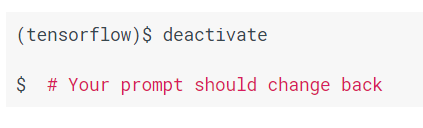 (tensorflow)$ deactivate
$  # Your prompt should change back